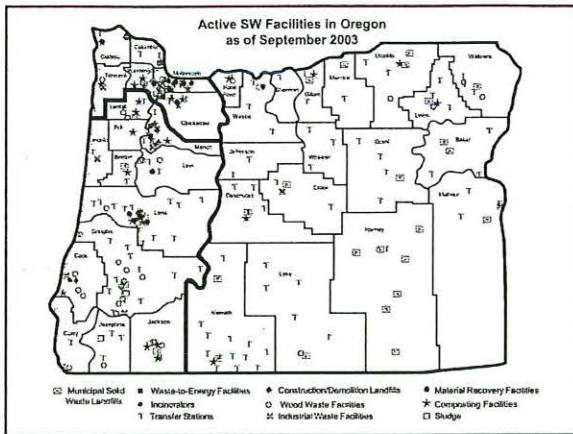 Active SW Facilities in Oregon
as of September 2003
Clatsop
Columbia
Multnomah
Hood
River
Gilliam
Morrow
Umatilla
Wallowa
Union
Wasco
Clackamas
Polk
Marion
Linn
Benton
Jefferson
Wheeler
Grant
Baker
Crook
Deschutes
Malheur
Lane
Douglas
Coos
Harney
Lake
Klamath
Curry
Josephine
Jackson
Municipal Solid
Waste Landfills
Waste-to-Energy Facilities
Incinerators
Transfer Stations
Construction/Demolition Landfills
Wood Waste Facilities
Industrial Waste Facilities
Material Recovery Facilities
Composting Facilities
Sludge